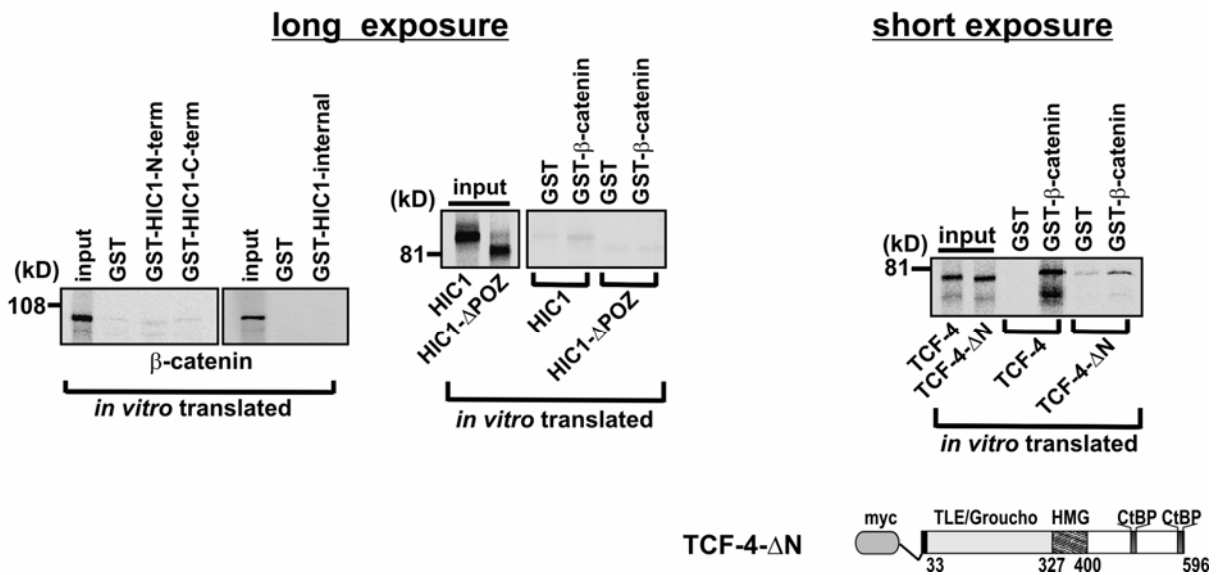 long exposure
short exposure
(kD)
108
input
GST
GST-HIC1-N-term
GST-HIC1-C-term
input
GST
GST-HIC1-internal
β-catenin
in vitro translated
(kD)
81
input
GST
GST-β-catenin
GST
GST-β-catenin
HIC1
HIC1-ΔPOZ
HIC1
HIC1-ΔPOZ
in vitro translated
(kD)
81
input
GST
GST-β-catenin
GST
GST-β-catenin
TCF-4
TCF-4-ΔN
TCF-4
TCF-4-ΔN
in vitro translated
TCF-4-ΔN
myc TLE/Groucho HMG CtBP CtBP
33 327 400 596